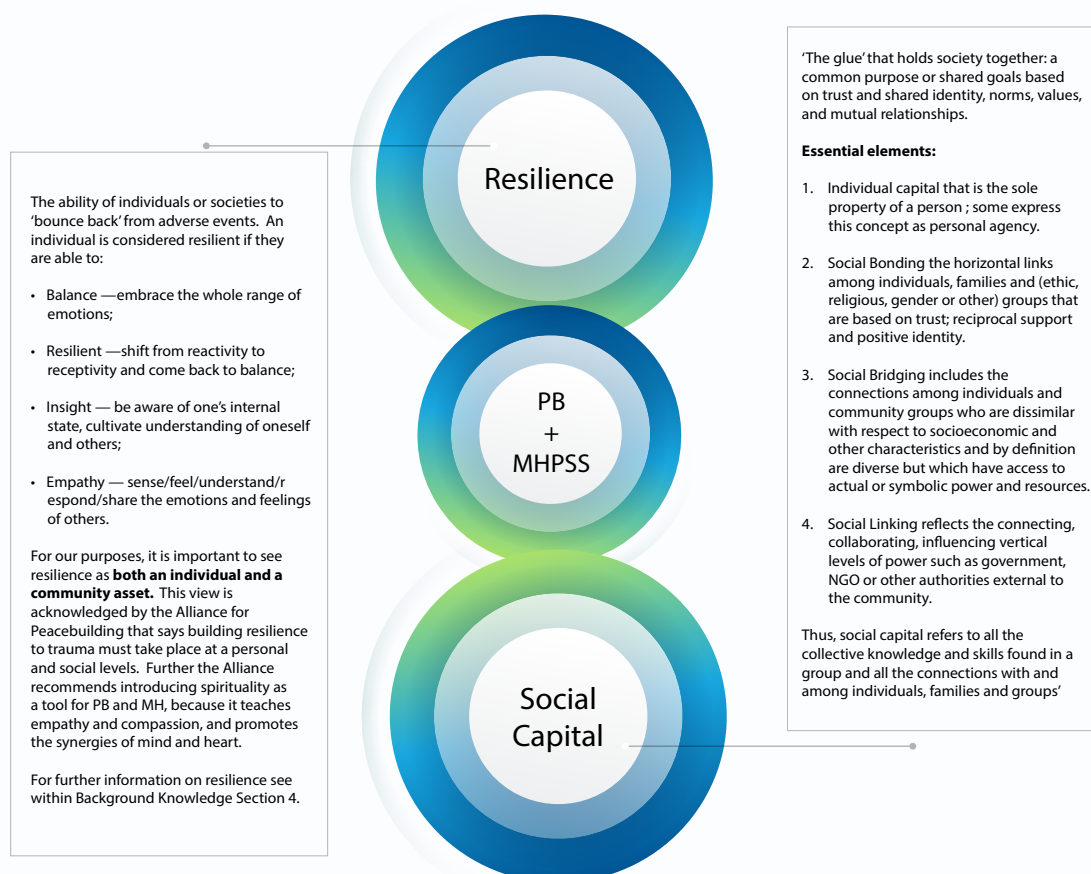 Resilience
PB
+
MHPSS
Social
Capital
The ability of individuals or societies to
‘bounce back’ from adverse events.  An
individual is considered resilient if they
are able to:
• Balance —embrace the whole range of
emotions;
• Resilient —shift from reactivity to
receptivity and come back to balance;
• Insight — be aware of one’s internal
state, cultivate understanding of oneself
and others;
• Empathy — sense/feel/understand/r
espond/share the emotions and feelings
of others.
For our purposes, it is important to see
resilience as both an individual and a
community asset.  This view is
acknowledged by the Alliance for
Peacebuilding that says building resilience
to trauma must take place at a personal
and social levels.  Further the Alliance
recommends introducing spirituality as
a tool for PB and MH, because it teaches
empathy and compassion, and promotes
the synergies of mind and heart.
For further information on resilience see
within Background Knowledge Section 4.
‘The glue’ that holds society together: a
common purpose or shared goals based
on trust and shared identity, norms, values,
and mutual relationships.
Essential elements:
1. Individual capital that is the sole
property of a person ; some express
this concept as personal agency.
2. Social Bonding the horizontal links
among individuals, families and (ethic,
religious, gender or other) groups that
are based on trust; reciprocal support
and positive identity.
3. Social Bridging includes the
connections among individuals and
community groups who are dissimilar
with respect to socioeconomic and
other characteristics and by definition
are diverse but which have access to
actual or symbolic power and resources.
4. Social Linking reflects the connecting,
collaborating, influencing vertical
levels of power such as government,
NGO or other authorities external to
the community.
Thus, social capital refers to all the
collective knowledge and skills found in a
group and all the connections with and
among individuals, families and groups’